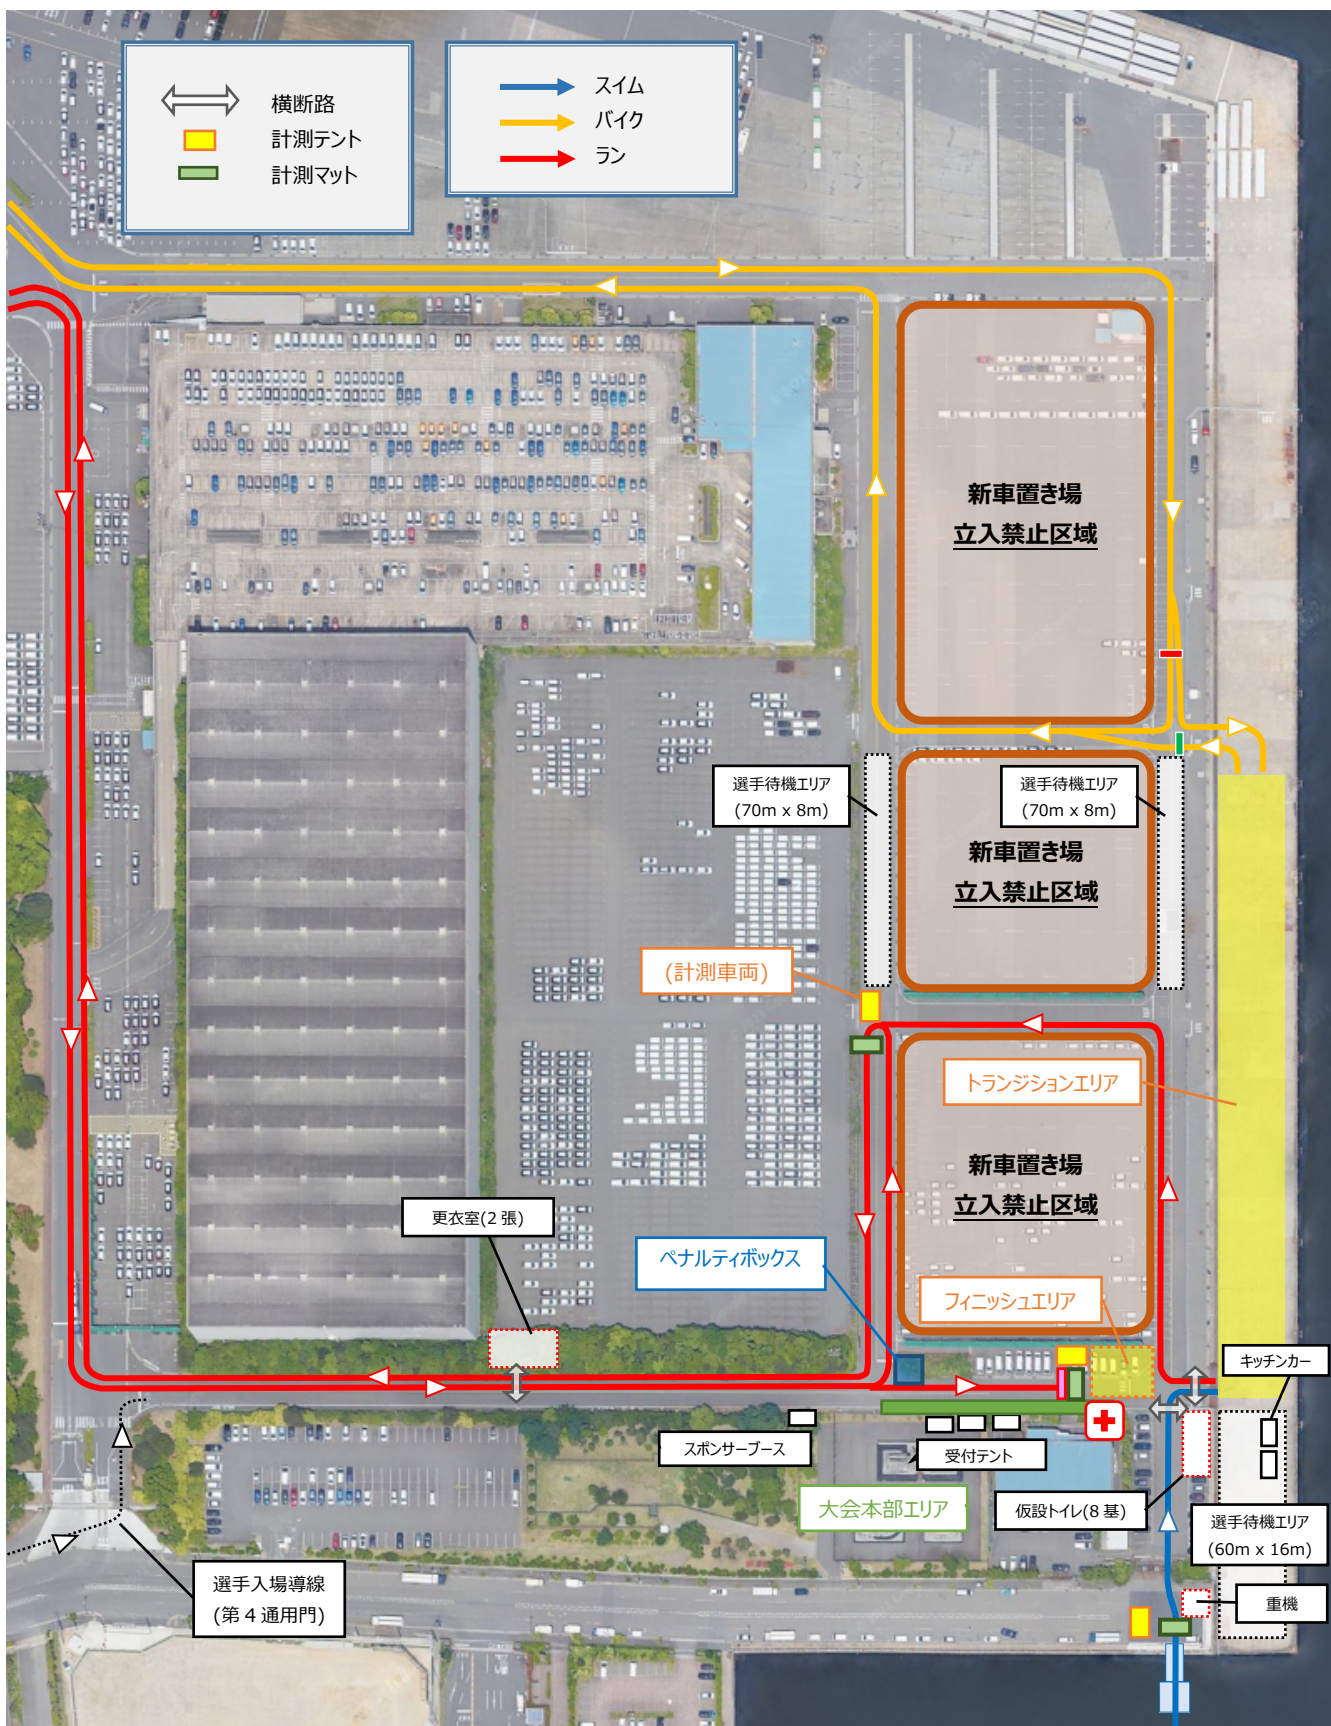 横断路
計測テント
計測マット
スイム
バイク
ラン
新車置き場
立入禁止区域
選手待機エリア
(70m x 8m)
選手待機エリア
(70m x 8m)
新車置き場
立入禁止区域
(計測車両)
トランジションエリア
新車置き場
立入禁止区域
更衣室(2 張)
ペナルティボックス
フィニッシュエリア
キッチンカー
スポンサーブース
受付テント
大会本部エリア
仮設トイレ(8 基)
選手待機エリア
(60m x 16m)
選手入場導線
(第 4 通用門)
重機